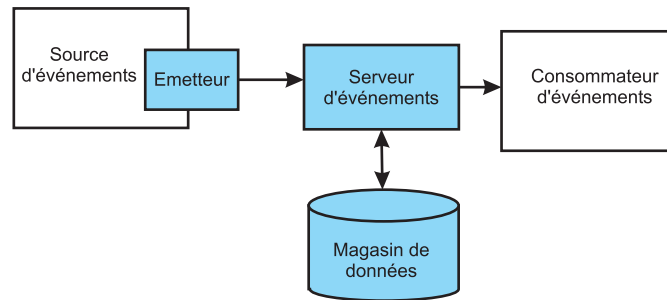 Source
d'événements
Emetteur
Serveur
d'événements
Consommateur
d'événements
Magasin de
données